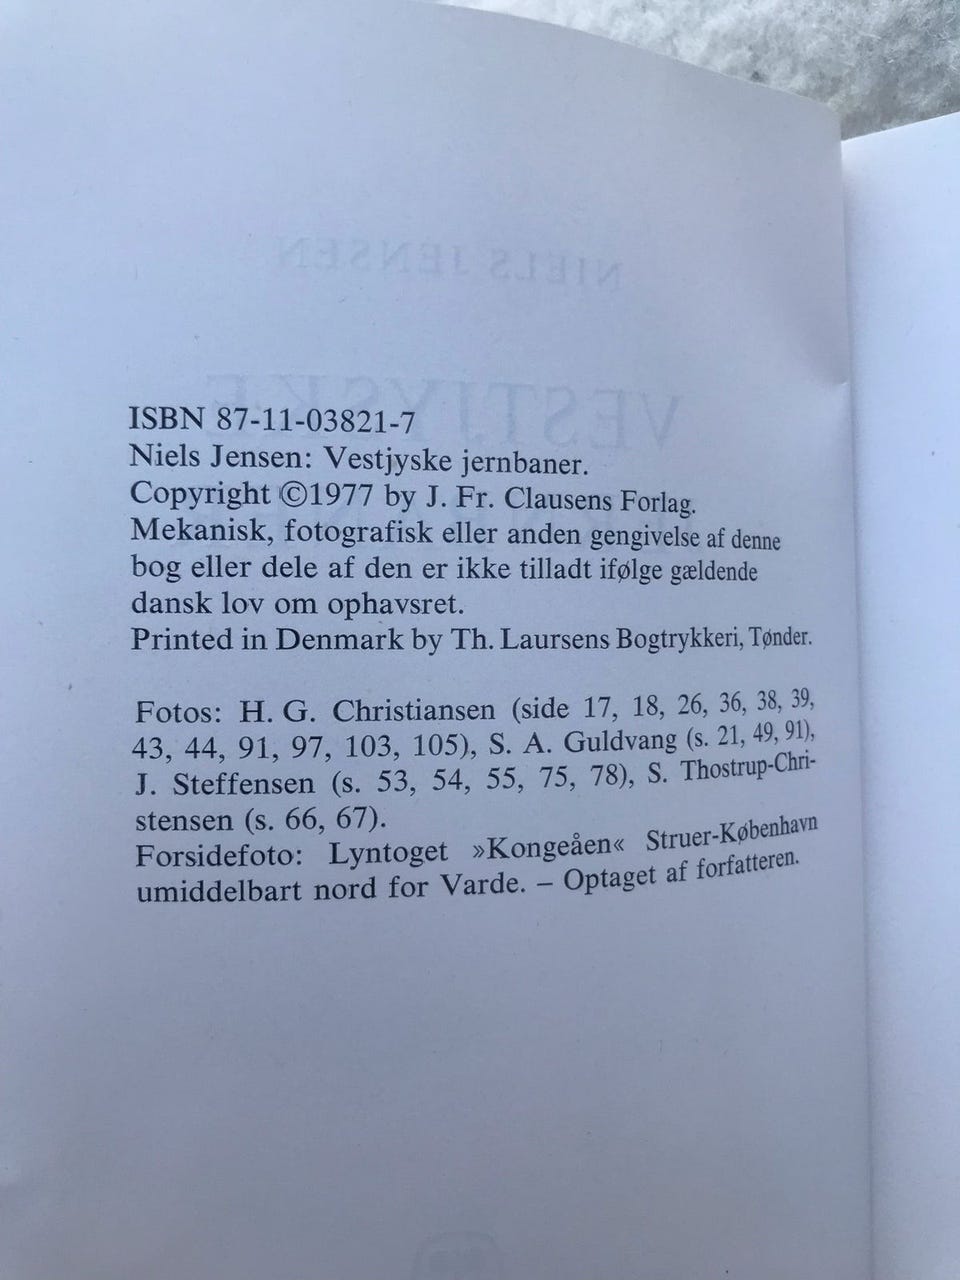 NIELS JENSEN
VESTJYSKE
ISBN 87-11-03821-7
Niels Jensen: Vestjyske jernbaner.
Copyright ©1977 by J. Fr. Clausens Forlag.
Mekanisk, fotografisk eller anden gengivelse af denne
bog eller dele af den er ikke tilladt ifølge gældende
dansk lov om ophavsret.
Printed in Denmark by Th. Laursens Bogtrykkeri, Tønder.
Fotos: H. G. Christiansen (side 17, 18, 26, 36, 38, 39,
43, 44, 91, 97, 103, 105), S. A. Guldvang (s. 21, 49, 91),
J. Steffensen (s. 53, 54, 55, 75, 78), S. Thostrup-Chri-
stensen (s. 66, 67).
Forsidefoto: Lyntoget »Kongeåen« Struer-København
umiddelbart nord for Varde. – Optaget af forfatteren.